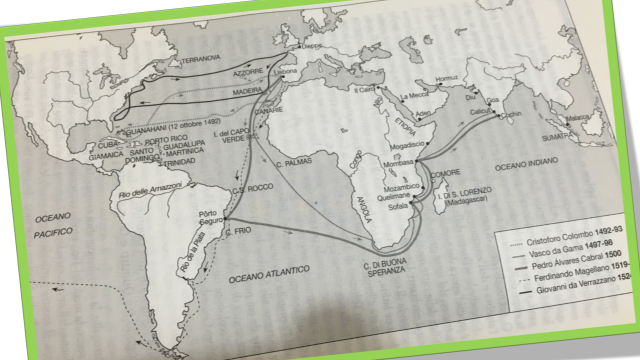 TERRANOVA
Dieppe
AZZORRE
Lisbona
MADEIRA
CANARIE
Hormuz
Il Cairo
La Mecca
Diu
Goa
Aden
Calicut
Cochin
ETIOPIA
Malacca
SUMATRA
GUANAHANI (12 ottobre 1492)
CUBA
PORTO RICO
GIAMAICA
SANTO
DOMINGO
GUADALUPA
MARTINICA
TRINIDAD
I. dei CAPO
VERDE
C. PALMAS
Mogadiscio
Mombasa
Congo
OCEANO INDIANO
Rio delle Amazzoni
C.S. ROCCO
COMORE
Mozambico
Quelimane
Sofala
I. DI S. LORENZO
(Madagascar)
ANGOLA
OCEANO
PACIFICO
Pôrto
Seguro
C. FRIO
Rio de la Plata
OCEANO ATLANTICO
C. DI BUONA
SPERANZA
Cristoforo Colombo 1492-93
Vasco da Gama 1497-98
Pedro Álvares Cabral 1500
Ferdinando Magellano 1519-
Giovanni da Verrazzano 152